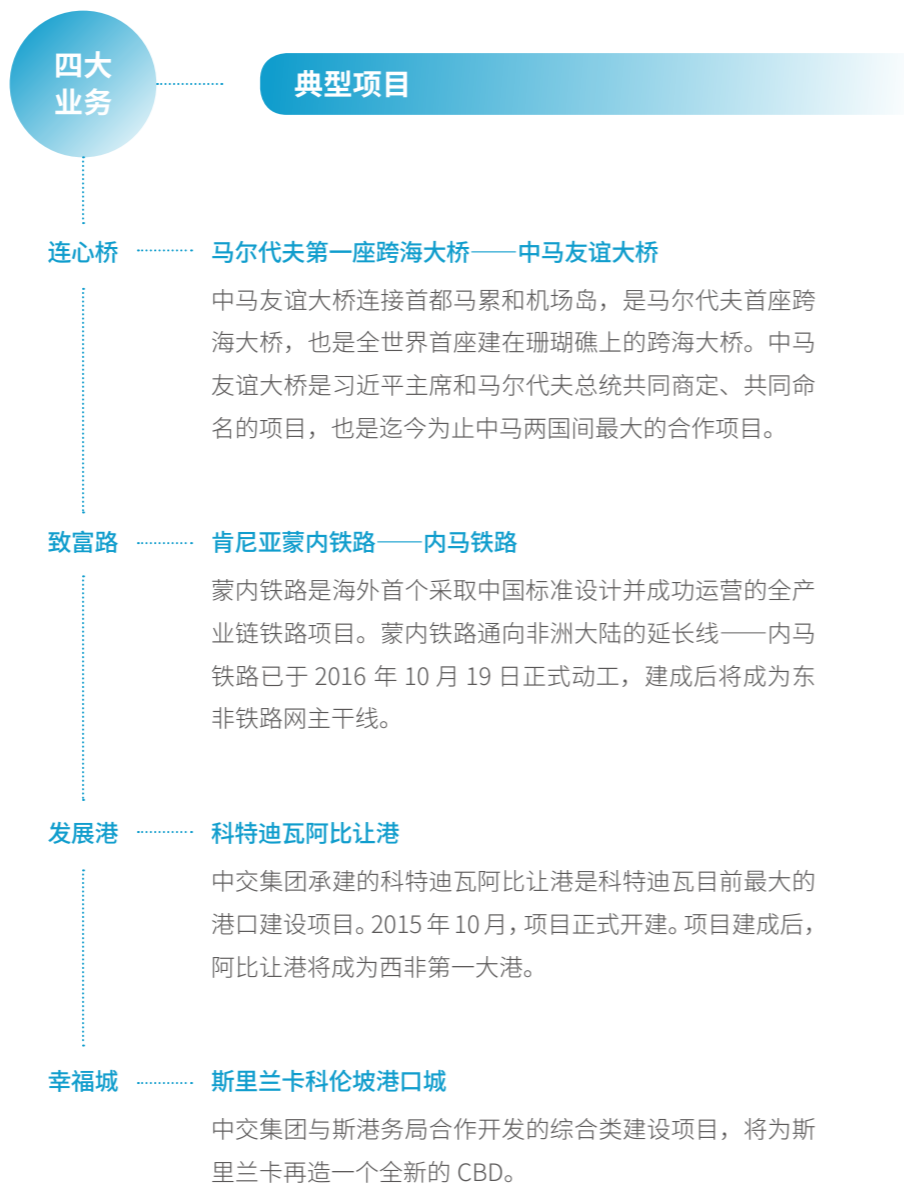 四大
业务
典型项目
连心桥
马尔代夫第一座跨海大桥——中马友谊大桥
中马友谊大桥连接首都马累和机场岛，是马尔代夫首座跨
海大桥，也是全世界首座建在珊瑚礁上的跨海大桥。中马
友谊大桥是习近平主席和马尔代夫总统共同商定、共同命
名的项目，也是迄今为止中马两国间最大的合作项目。
致富路
肯尼亚蒙内铁路——内马铁路
蒙内铁路是海外首个采取中国标准设计并成功运营的全产
业链铁路项目。蒙内铁路通向非洲大陆的延长线——内马
铁路已于 2016 年 10 月 19 日正式动工，建成后将成为东
非铁路网主干线。
发展港
科特迪瓦阿比让港
中交集团承建的科特迪瓦阿比让港是科特迪瓦目前最大的
港口建设项目。2015 年 10 月，项目正式开建。项目建成后，
阿比让港将成为西非第一大港。
幸福城
斯里兰卡科伦坡港口城
中交集团与斯港务局合作开发的综合类建设项目，将为斯
里兰卡再造一个全新的 CBD。